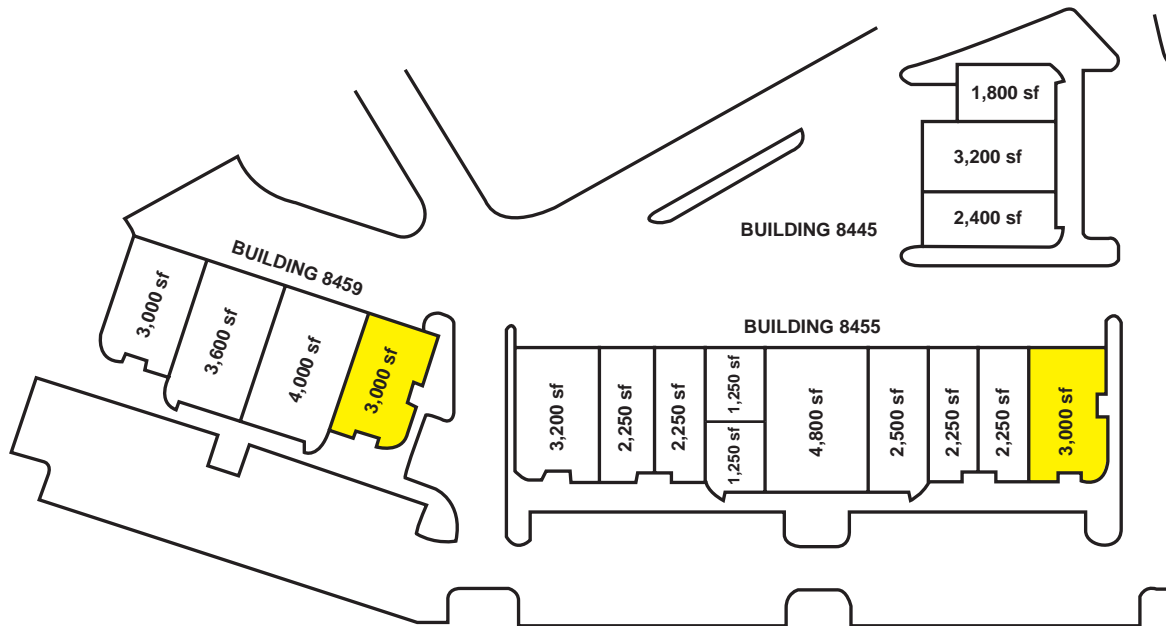 1,800 sf
3,200 sf
2,400 sf
BUILDING 8445
BUILDING 8459
3,000 sf
3,600 sf
4,000 sf
3,000 sf
BUILDING 8455
3,200 sf
2,250 sf
2,250 sf
1,250 sf
1,250 sf
4,800 sf
2,500 sf
2,250 sf
2,250 sf
3,000 sf